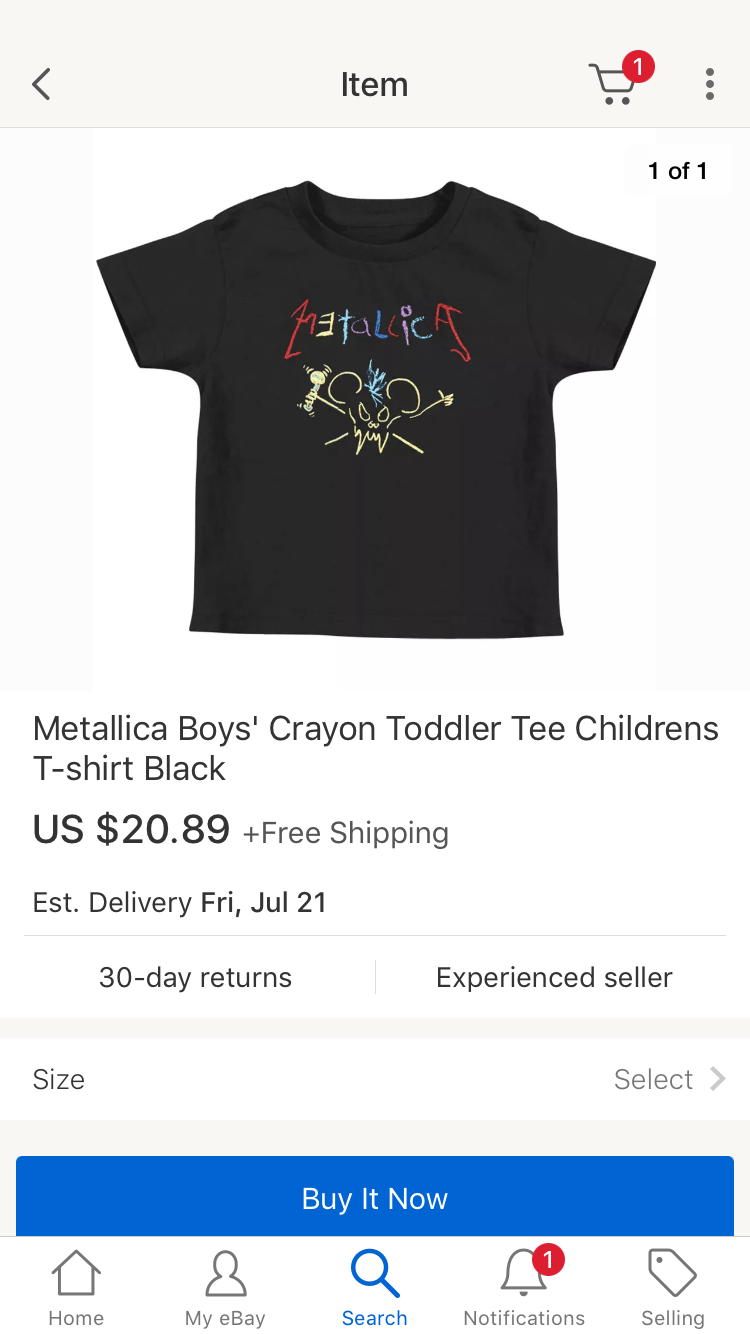 Item
1
1 of 1
MetaLLicA
Metallica Boys' Crayon Toddler Tee Childrens
T-shirt Black
US $20.89 +Free Shipping
Est. Delivery Fri, Jul 21
30-day returns
Experienced seller
Size
Select
Buy It Now
1
Home
My eBay
Search
Notifications
Selling